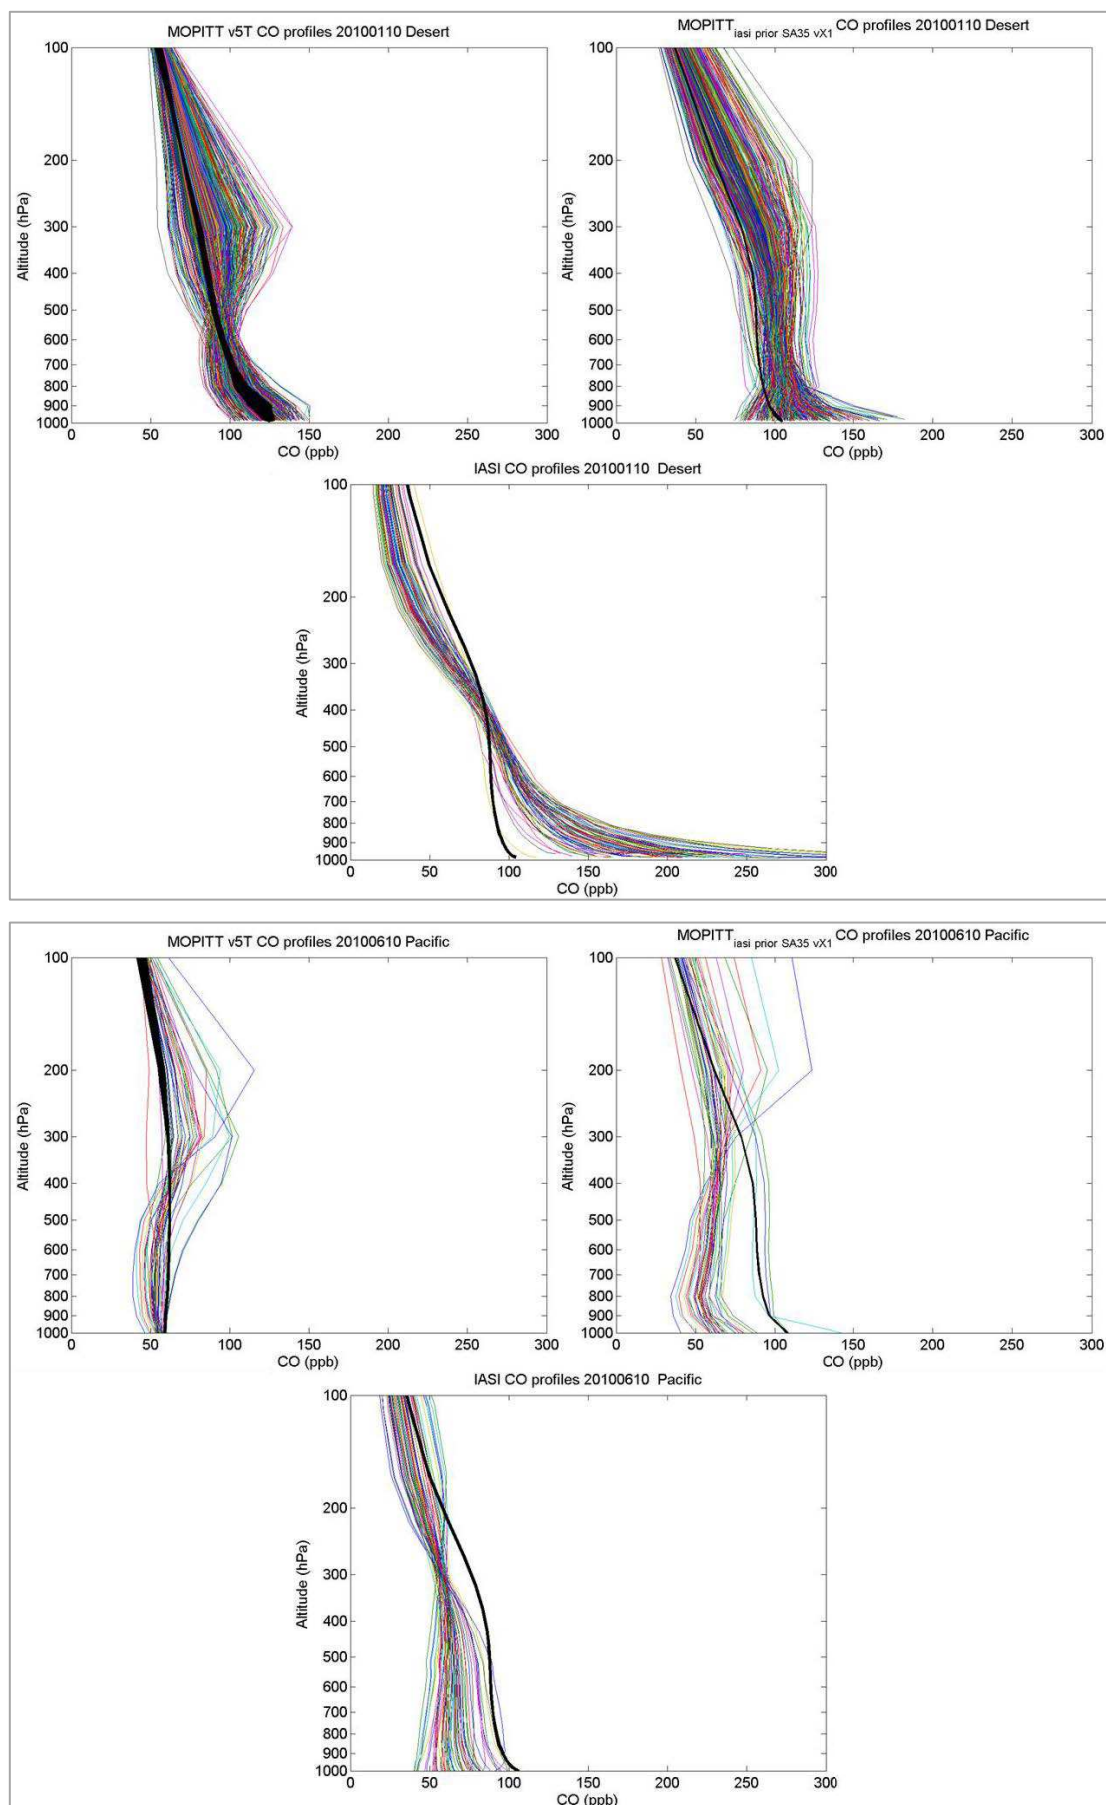 MOPITT v5T CO profiles 20100110 Desert
100
200
300
400
500
600
700
800
900
1000
Altitude (hPa)
0 50 100 150 200 250 300
CO (ppb)
MOPITT iasi prior SA35 vX1 CO profiles 20100110 Desert
100
200
300
400
500
600
700
800
900
1000
Altitude (hPa)
0 50 100 150 200 250 300
CO (ppb)
IASI CO profiles 20100110 Desert
100
200
300
400
500
600
700
800
900
1000
Altitude (hPa)
0 50 100 150 200 250 300
CO (ppb)
MOPITT v5T CO profiles 20100610 Pacific
100
200
300
400
500
600
700
800
900
1000
Altitude (hPa)
0 50 100 150 200 250 300
CO (ppb)
MOPITT iasi prior SA35 vX1 CO profiles 20100610 Pacific
100
200
300
400
500
600
700
800
900
1000
Altitude (hPa)
0 50 100 150 200 250 300
CO (ppb)
IASI CO profiles 20100610 Pacific
100
200
300
400
500
600
700
800
900
1000
Altitude (hPa)
0 50 100 150 200 250 300
CO (ppb)